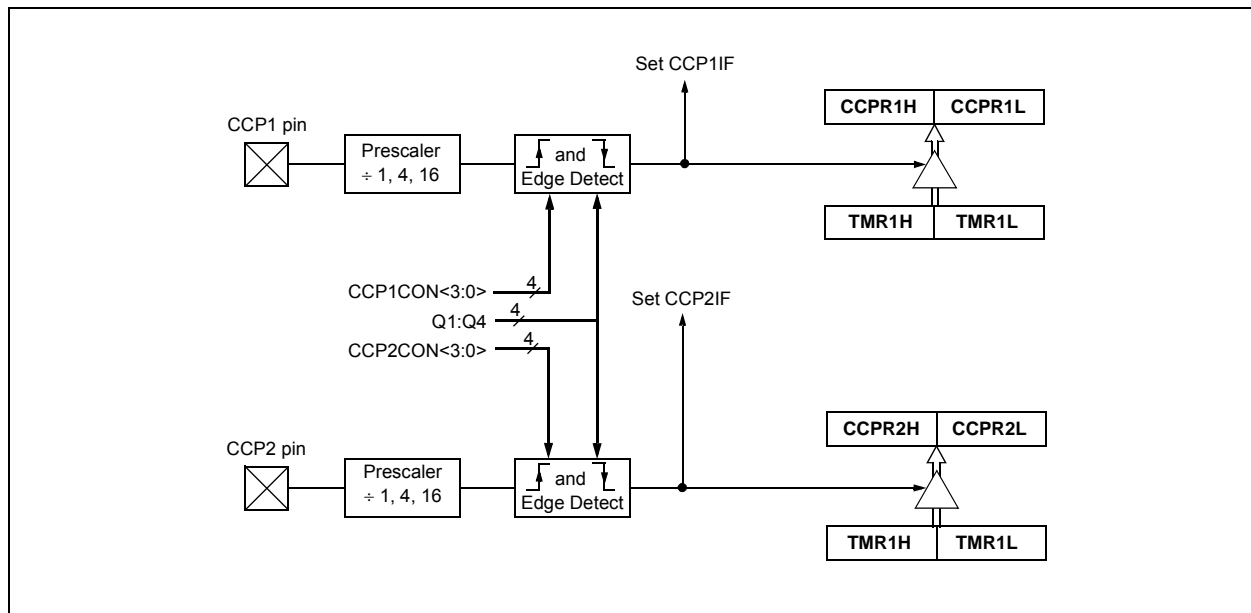 Set CCP1IF
CCPR1H CCPR1L
CCP1 pin
Prescaler
÷ 1, 4, 16
and
Edge Detect
TMR1H TMR1L
CCP1CON<3:0> 4
Q1:Q4 4
CCP2CON<3:0> 4
Set CCP2IF
CCPR2H CCPR2L
CCP2 pin
Prescaler
÷ 1, 4, 16
and
Edge Detect
TMR1H TMR1L